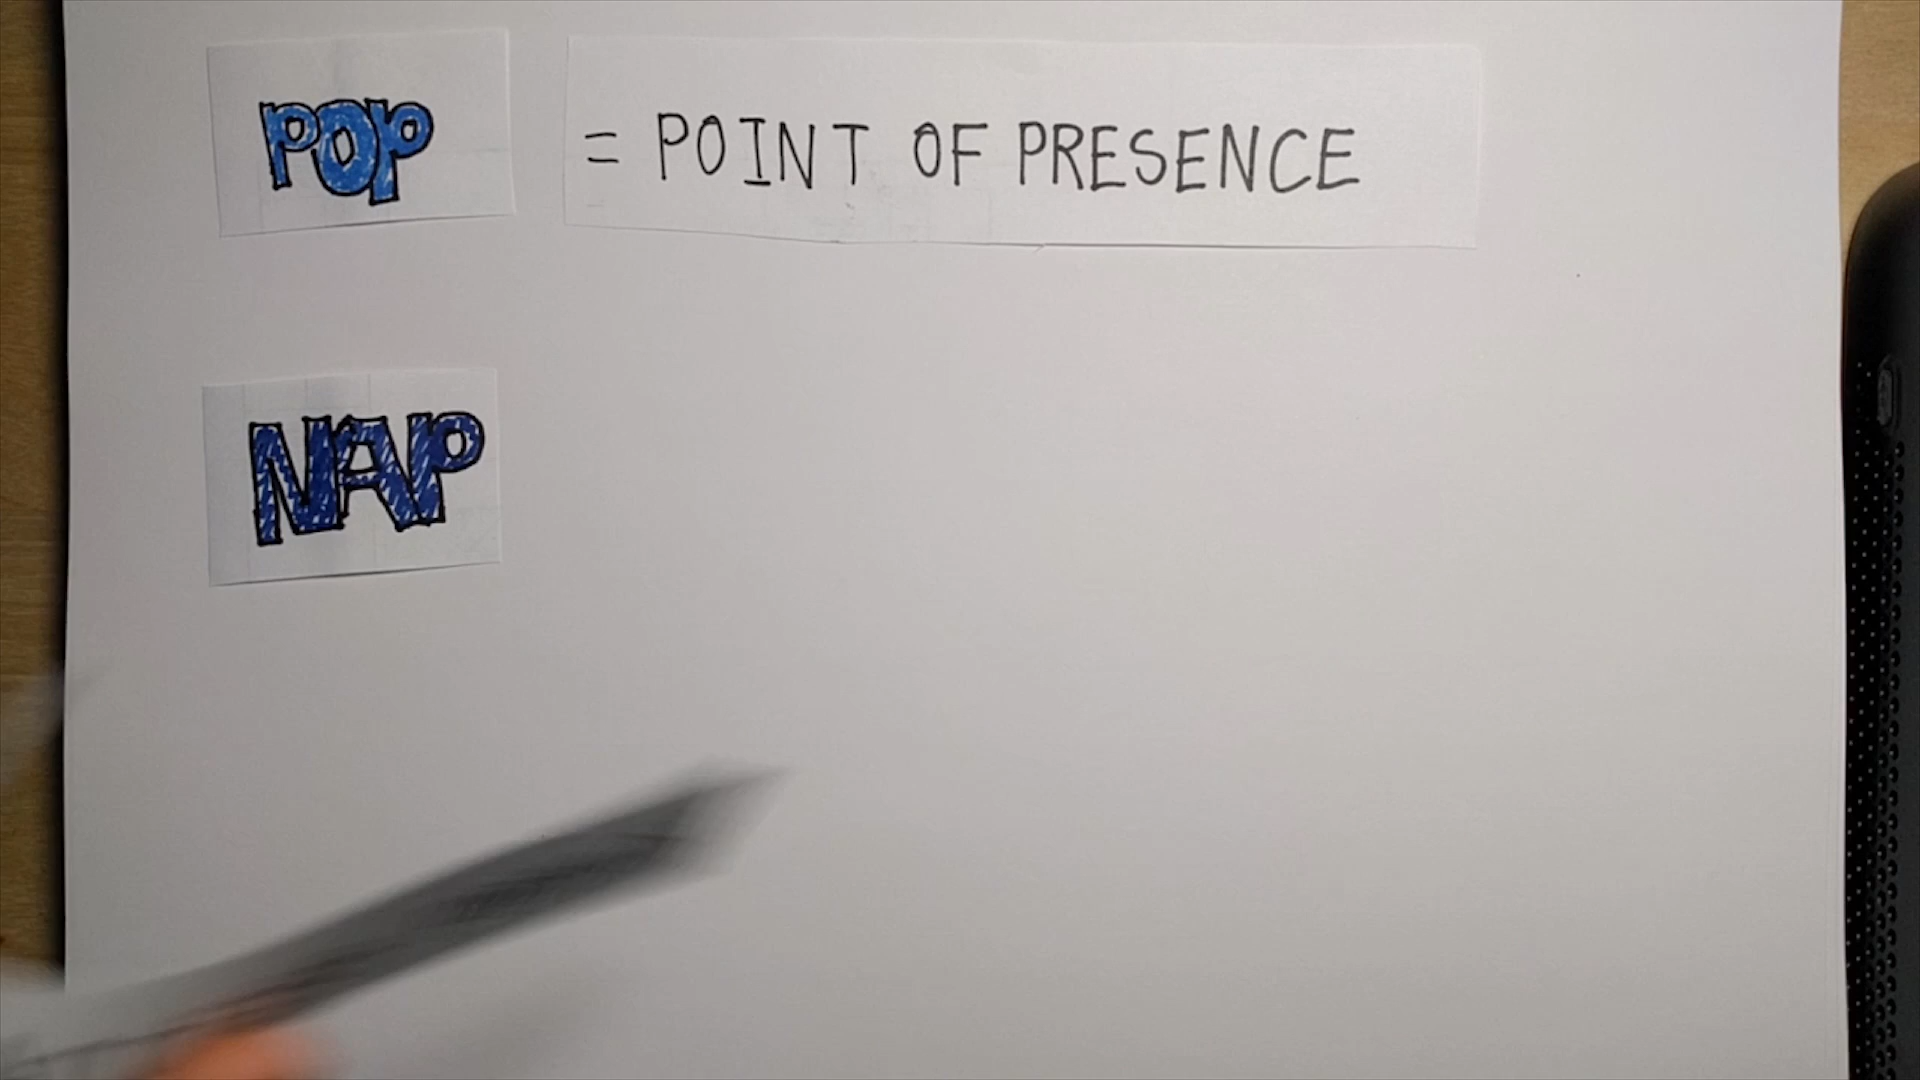 POP = POINT OF PRESENCE
NAP